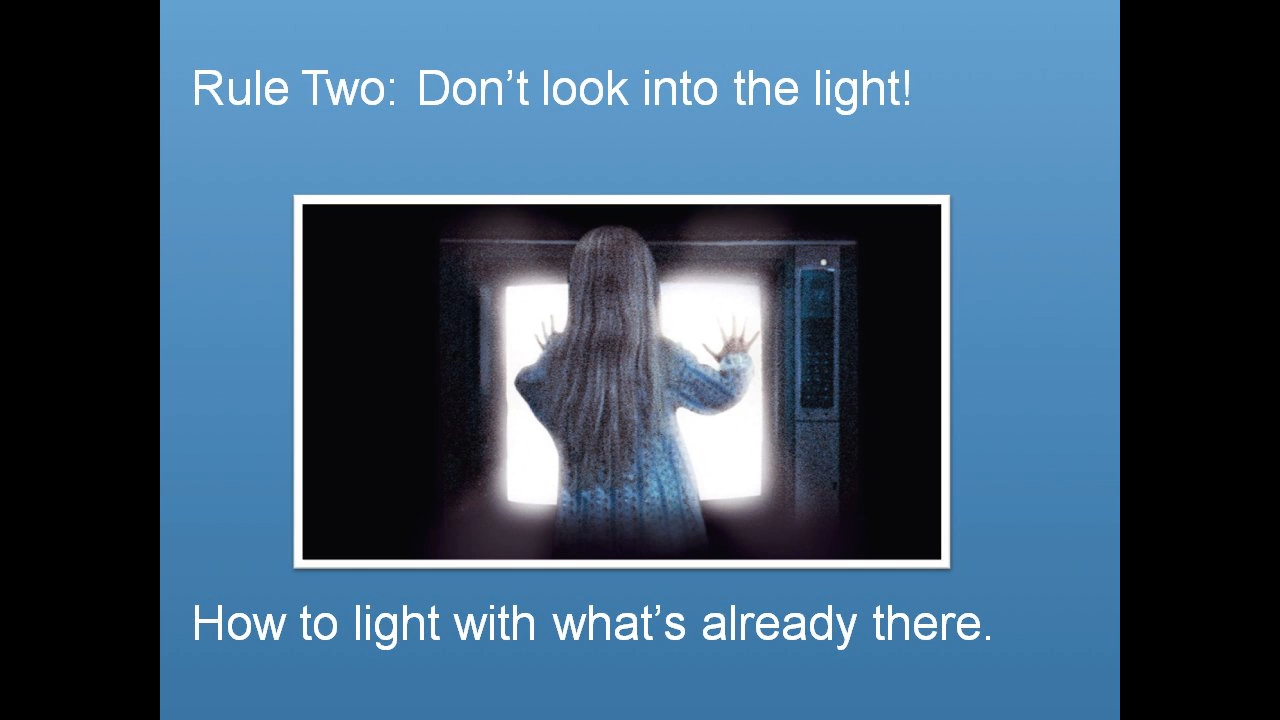 Rule Two: Don’t look into the light!
How to light with what’s already there.